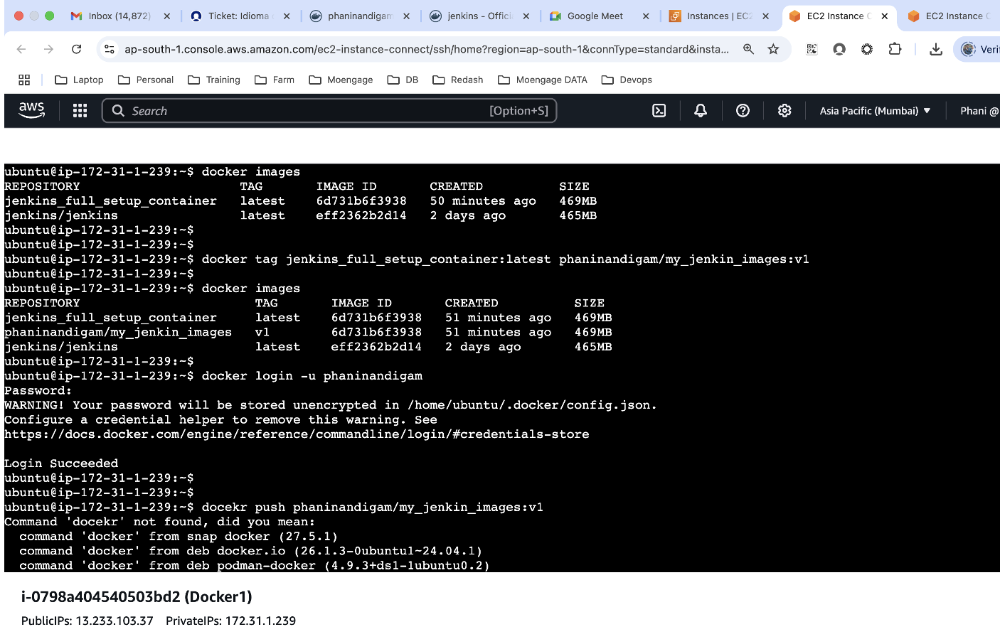 Inbox (14,872)
Ticket: Idioma
phaninandigam
jenkins - Offici
Google Meet
Instances | EC2
EC2 Instance C
EC2 Instance C
ap-south-1.console.aws.amazon.com/ec2-instance-connect/ssh/home?region=ap-south-1&connType=standard&insta...
Verif
Laptop Personal Training Farm Moengage DB Redash Moengage DATA Devops
aws Search [Option+S] Asia Pacific (Mumbai) Phani @
ubuntu@ip-172-31-1-239:~$ docker images
REPOSITORY TAG IMAGE ID CREATED SIZE
jenkins_full_setup_container latest 6d731b6f3938 50 minutes ago 469MB
jenkins/jenkins latest eff2362b2d14 2 days ago 465MB
ubuntu@ip-172-31-1-239:~$
ubuntu@ip-172-31-1-239:~$
ubuntu@ip-172-31-1-239:~$ docker tag jenkins_full_setup_container:latest phaninandigam/my_jenkin_images:v1
ubuntu@ip-172-31-1-239:~$
ubuntu@ip-172-31-1-239:~$ docker images
REPOSITORY TAG IMAGE ID CREATED SIZE
jenkins_full_setup_container latest 6d731b6f3938 51 minutes ago 469MB
phaninandigam/my_jenkin_images v1 6d731b6f3938 51 minutes ago 469MB
jenkins/jenkins latest eff2362b2d14 2 days ago 465MB
ubuntu@ip-172-31-1-239:~$
ubuntu@ip-172-31-1-239:~$ docker login -u phaninandigam
Password:
WARNING! Your password will be stored unencrypted in /home/ubuntu/.docker/config.json.
Configure a credential helper to remove this warning. See
https://docs.docker.com/engine/reference/commandline/login/#credentials-store
Login Succeeded
ubuntu@ip-172-31-1-239:~$
ubuntu@ip-172-31-1-239:~$
ubuntu@ip-172-31-1-239:~$ docekr push phaninandigam/my_jenkin_images:v1
Command 'docekr' not found, did you mean:
command 'docker' from snap docker (27.5.1)
command 'docker' from deb docker.io (26.1.3-0ubuntu1~24.04.1)
command 'docker' from deb podman-docker (4.9.3+ds1-1ubuntu0.2)
i-0798a404540503bd2 (Docker1)
PublicIPs: 13.233.103.37 PrivateIPs: 172.31.1.239